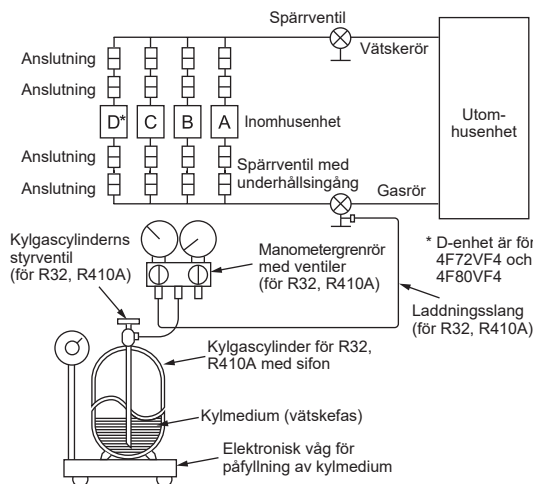 Spärrventil
Vätskerör
Anslutning
Anslutning
D* C B A
Inomhusenhet
Utom-
husenhet
Anslutning
Anslutning
Spärrventil med
underhållsingång
Gasrör
Kylgascylinderns
styrventil
(för R32, R410A)
Manometergrenrör
med ventiler
(för R32, R410A)
* D-enhet är för
4F72VF4 och
4F80VF4
Laddningsslang
(för R32, R410A)
Kylgascylinder för R32,
R410A med sifon
Kylmedium (vätskefas)
Elektronisk våg för
påfyllning av kylmedium